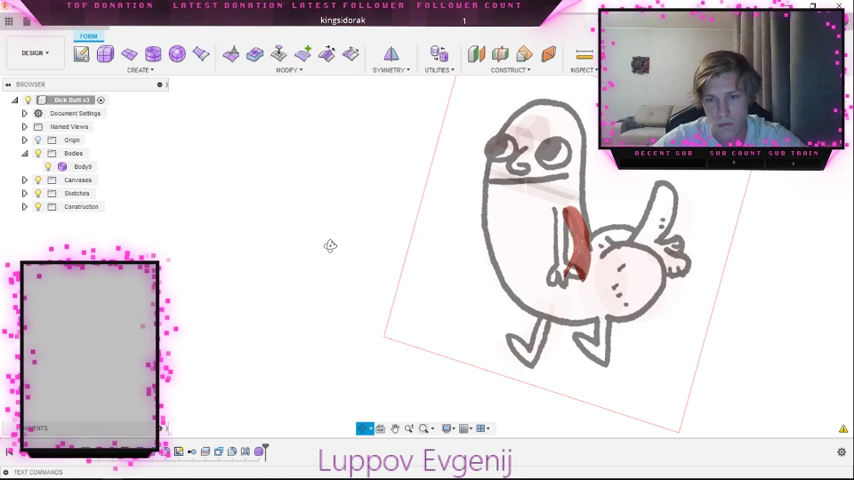 TOP DONATION LATEST DONATION LATEST FOLLOWER FOLLOWER COUNT
kingsidorak 1
FORM
DESIGN
CREATE
MODIFY
SYMMETRY
UTILITIES
CONSTRUCT
INSPECT
BROWSER
Dick Butt v3
Document Settings
Named Views
Origin
Bodies
Body9
Canvases
Sketches
Construction
RECENT SUB SUB COUNT SUB TRAIN
TEXT COMMANDS
Luppov Evgenij